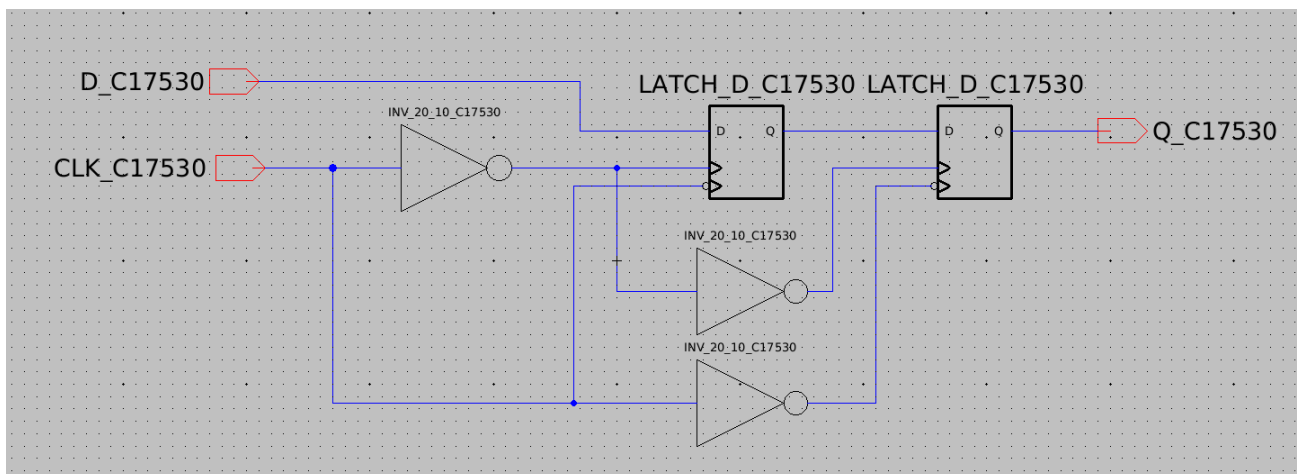 D_C17530
LATCH_D_C17530 LATCH_D_C17530
INV_20_10_C17530
D Q D Q
Q_C17530
CLK_C17530
INV_20_10_C17530
INV_20_10_C17530